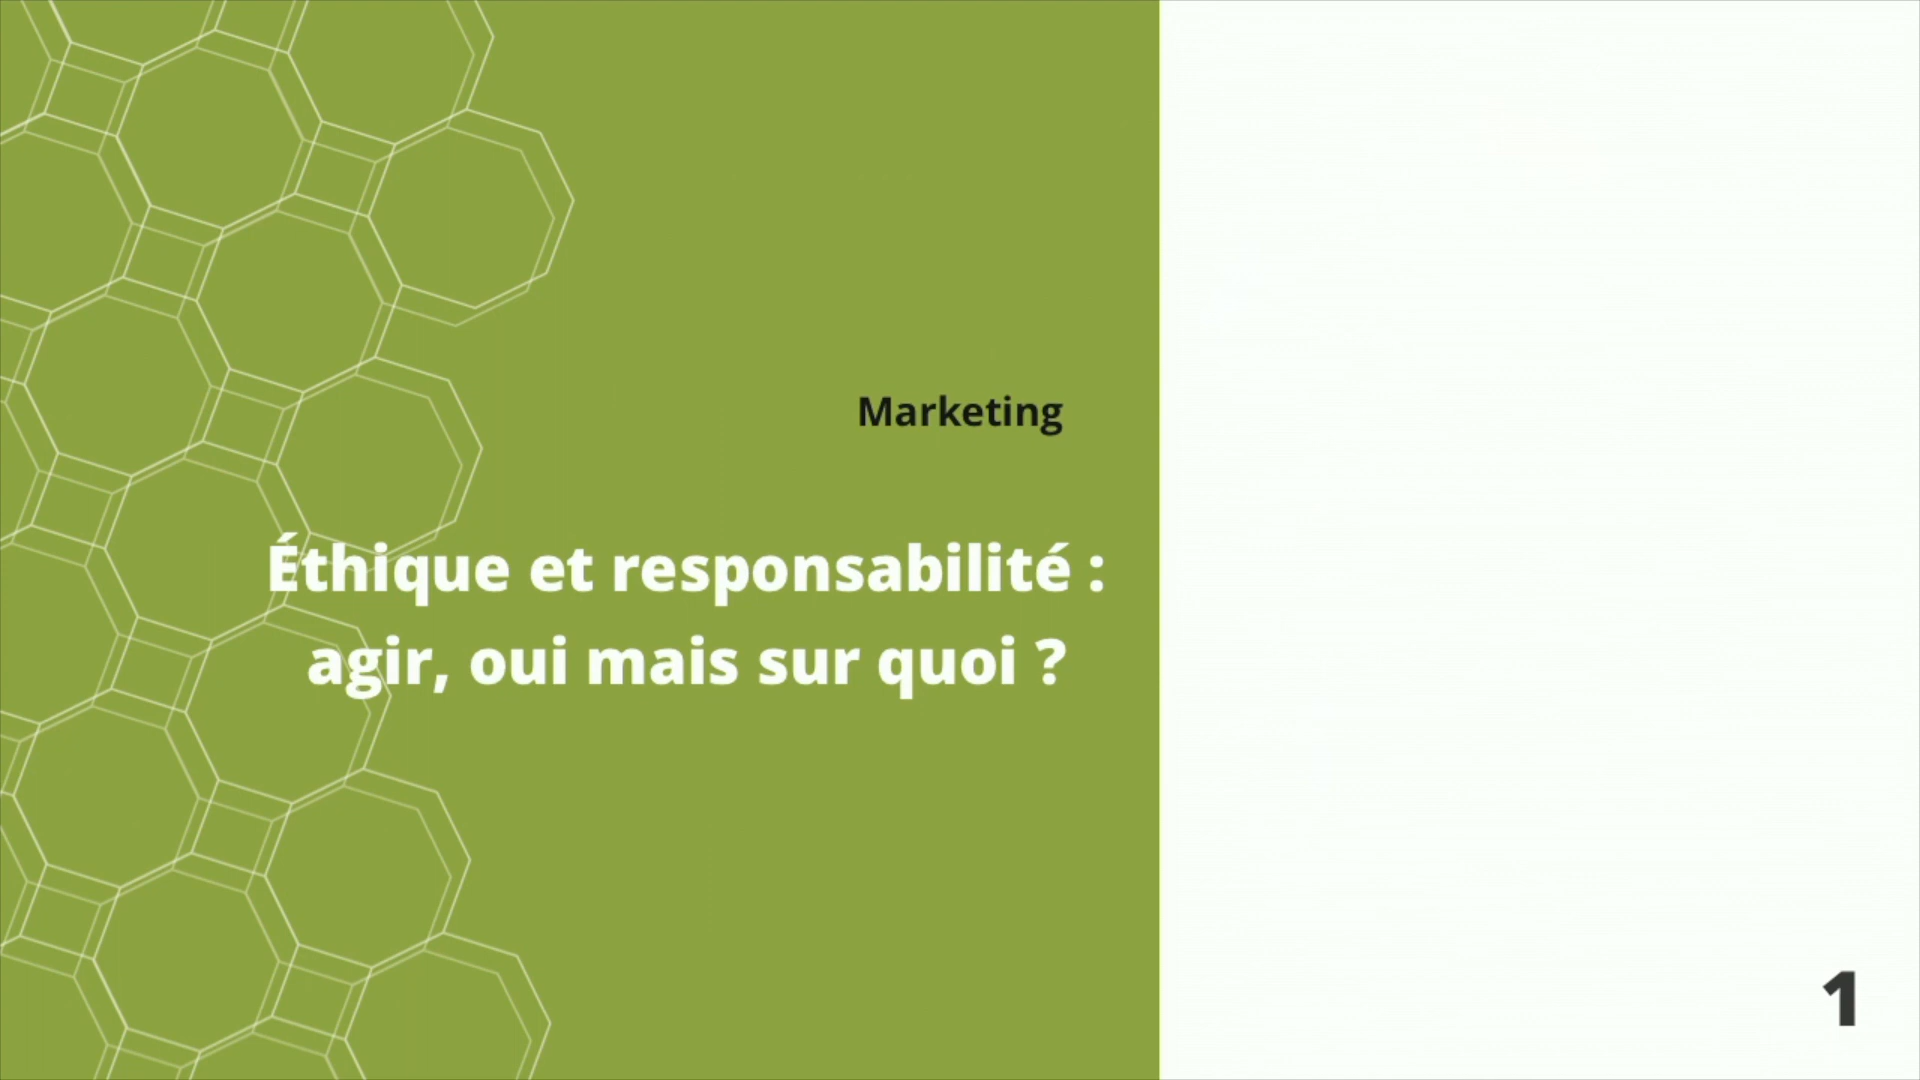 Marketing
Éthique et responsabilité :
agir, oui mais sur quoi ?
1